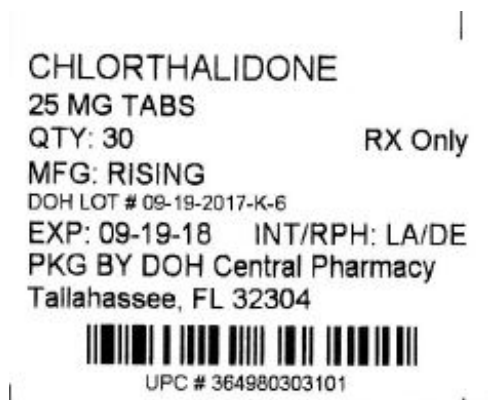 CHLORTHALIDONE
25 MG TABS
QTY: 30 RX Only
MFG: RISING
DOH LOT # 09-19-2017-K-6
EXP: 09-19-18 INT/RPH: LA/DE
PKG BY DOH Central Pharmacy
Tallahassee, FL 32304
UPC # 364980303101